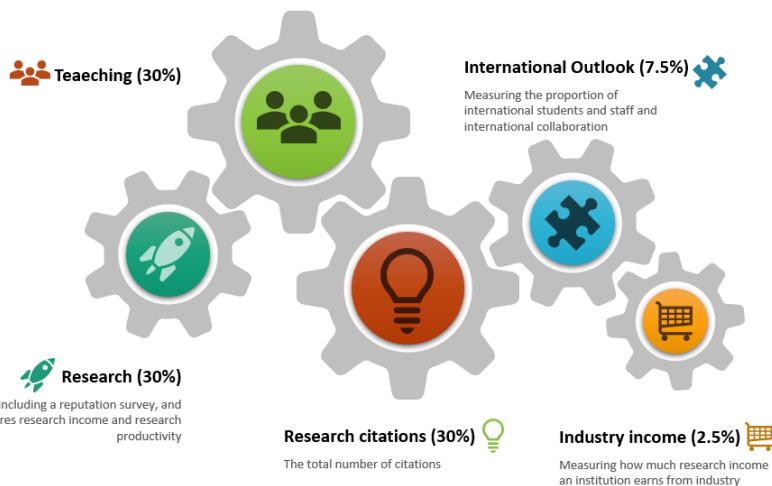 Teaeching (30%)
International Outlook (7.5%)
Measuring the proportion of
international students and staff and
international collaboration
Research (30%)
Including a reputation survey, and
res research income and research
productivity
Research citations (30%)
The total number of citations
Industry income (2.5%)
Measuring how much research income
an institution earns from industry